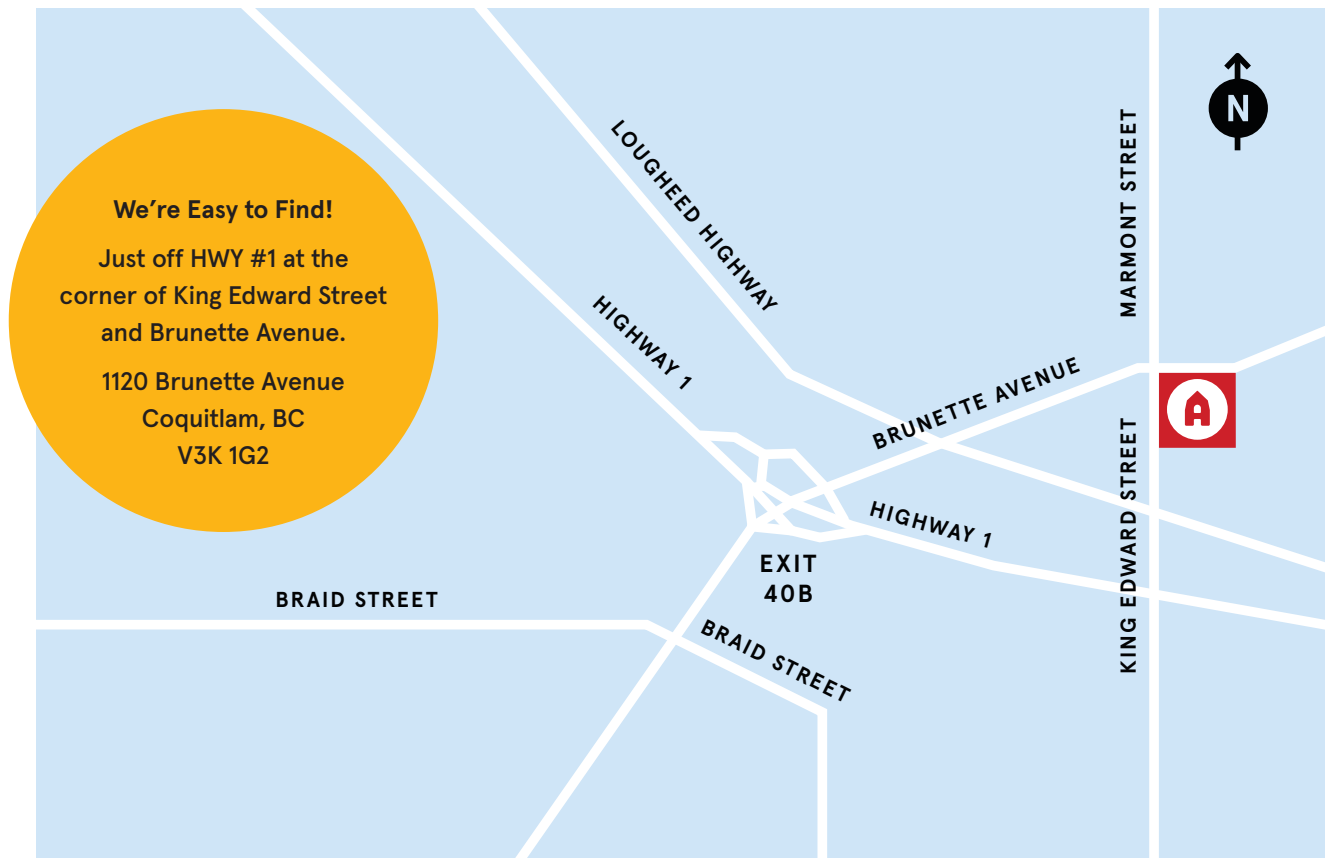 We're Easy to Find!
Just off HWY #1 at the
corner of King Edward Street
and Brunette Avenue.
1120 Brunette Avenue
Coquitlam, BC
V3K 1G2
LOUGHEED HIGHWAY
HIGHWAY 1
MARMONT STREET
N
BRUNETTE AVENUE
A
KING EDWARD STREET
HIGHWAY 1
EXIT
40B
BRAID STREET
BRAID STREET